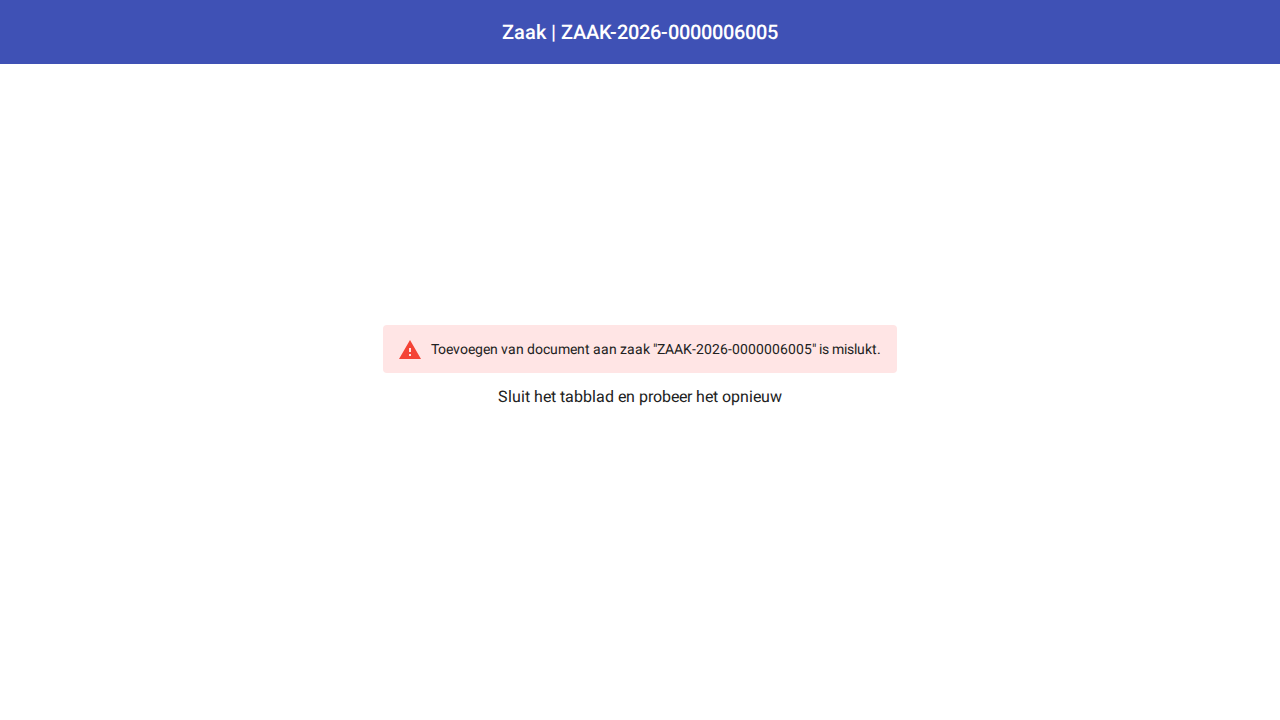 Zaak | ZAAK-2026-0000006005
Toevoegen van document aan zaak "ZAAK-2026-0000006005" is mislukt.
Sluit het tabblad en probeer het opnieuw